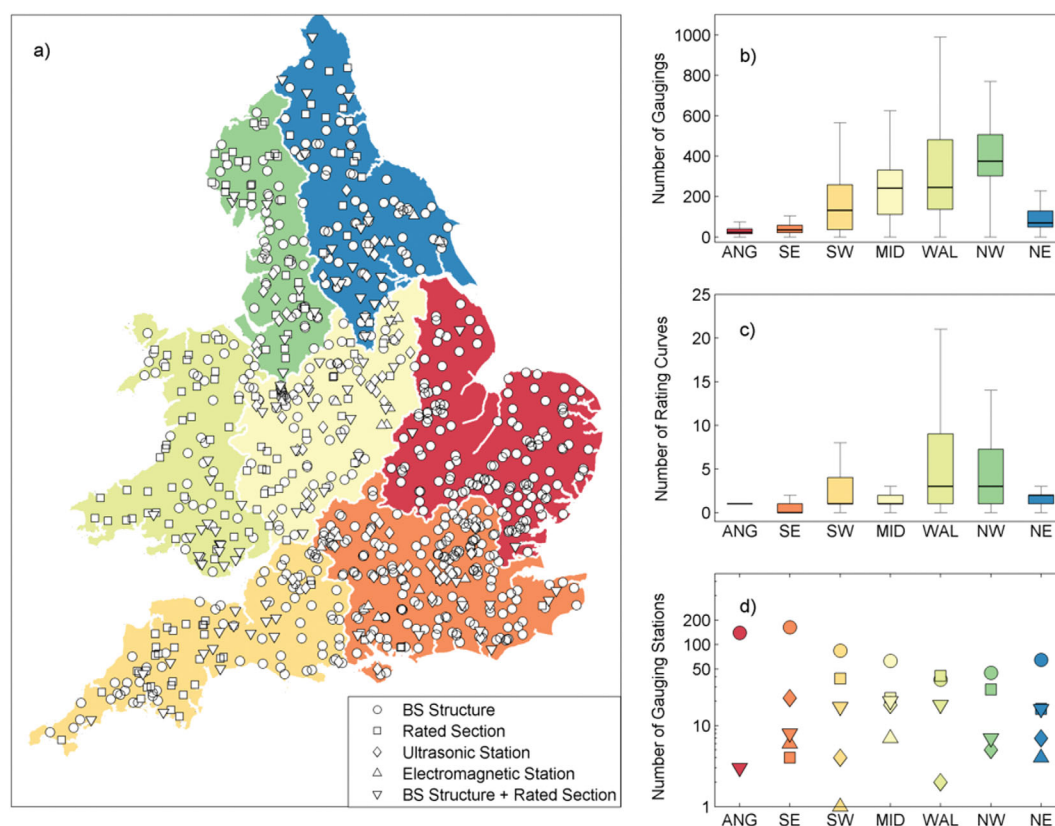 a)
BS Structure
Rated Section
Ultrasonic Station
Electromagnetic Station
BS Structure + Rated Section
b)
Number of Gaugings
1000
800
600
400
200
0
ANG SE SW MID WAL NW NE
c)
Number of Rating Curves
25
20
15
10
5
0
ANG SE SW MID WAL NW NE
d)
Number of Gauging Stations
200
100
50
10
5
1
ANG SE SW MID WAL NW NE